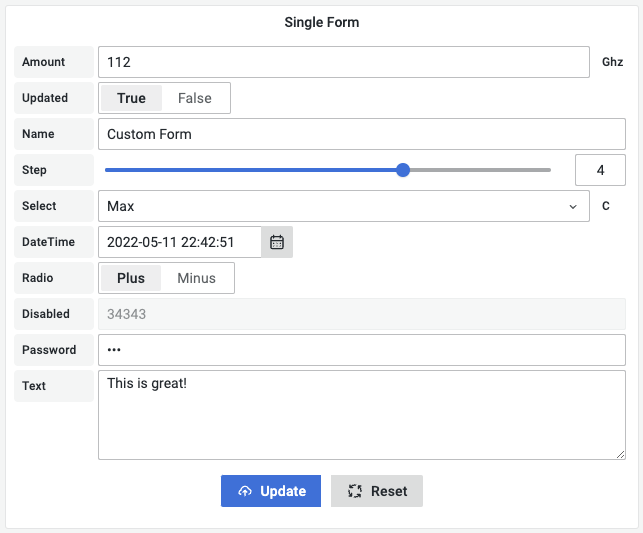 Single Form
Amount 112 Ghz
Updated True False
Name Custom Form
Step 4
Select Max C
DateTime 2022-05-11 22:42:51
Radio Plus Minus
Disabled 34343
Password •••
Text This is great!
Update Reset